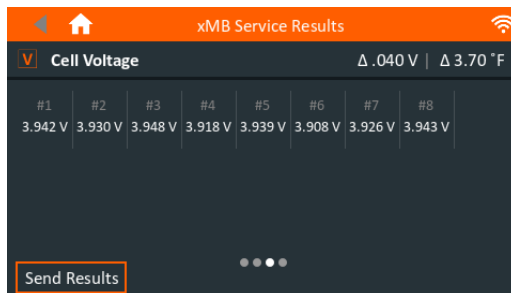 xMB Service Results
V Cell Voltage Δ .040 V | Δ 3.70 °F
#1 #2 #3 #4 #5 #6 #7 #8
3.942 V 3.930 V 3.948 V 3.918 V 3.939 V 3.908 V 3.926 V 3.943 V
Send Results